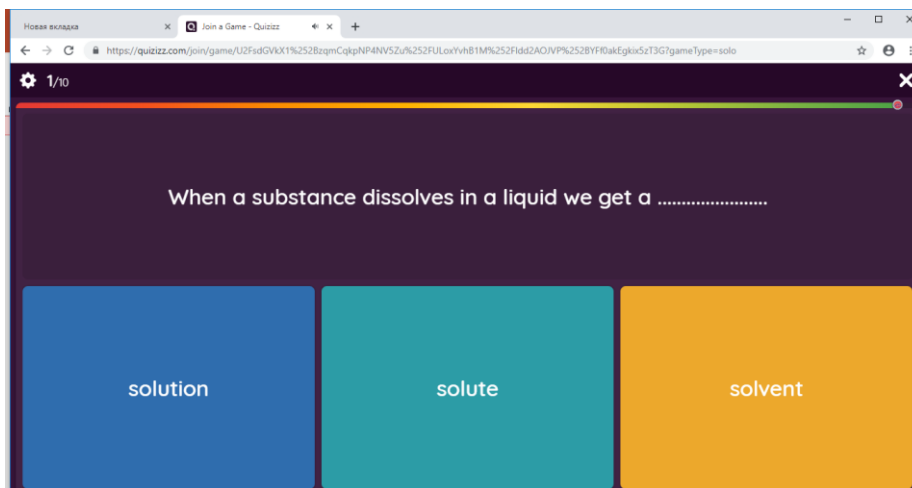 Новая вкладка
Join a Game - Quizizz
https://quizizz.com/join/game/U2FsdGVkX1%252BzqmCqkpNP4NV5Zu%252FULoxYvhB1M%252Fldd2AOJVP%252BYFf0akEgkix5zT3G?gameType=solo
1/10
When a substance dissolves in a liquid we get a .......................
solution
solute
solvent